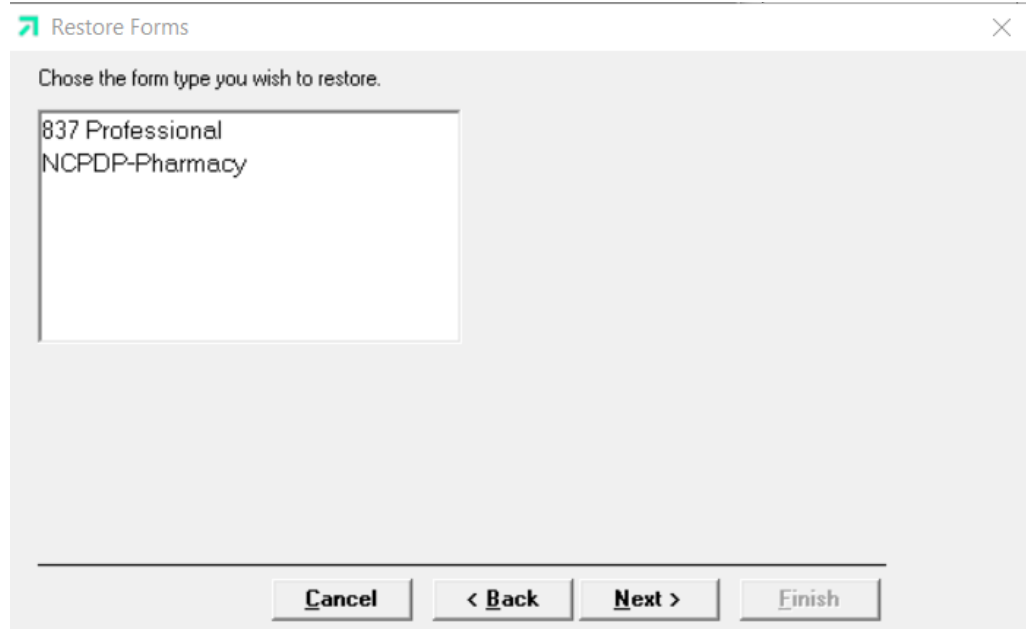 Restore Forms
Chose the form type you wish to restore.
837 Professional
NCPDP-Pharmacy
Cancel
< Back
Next >
Finish